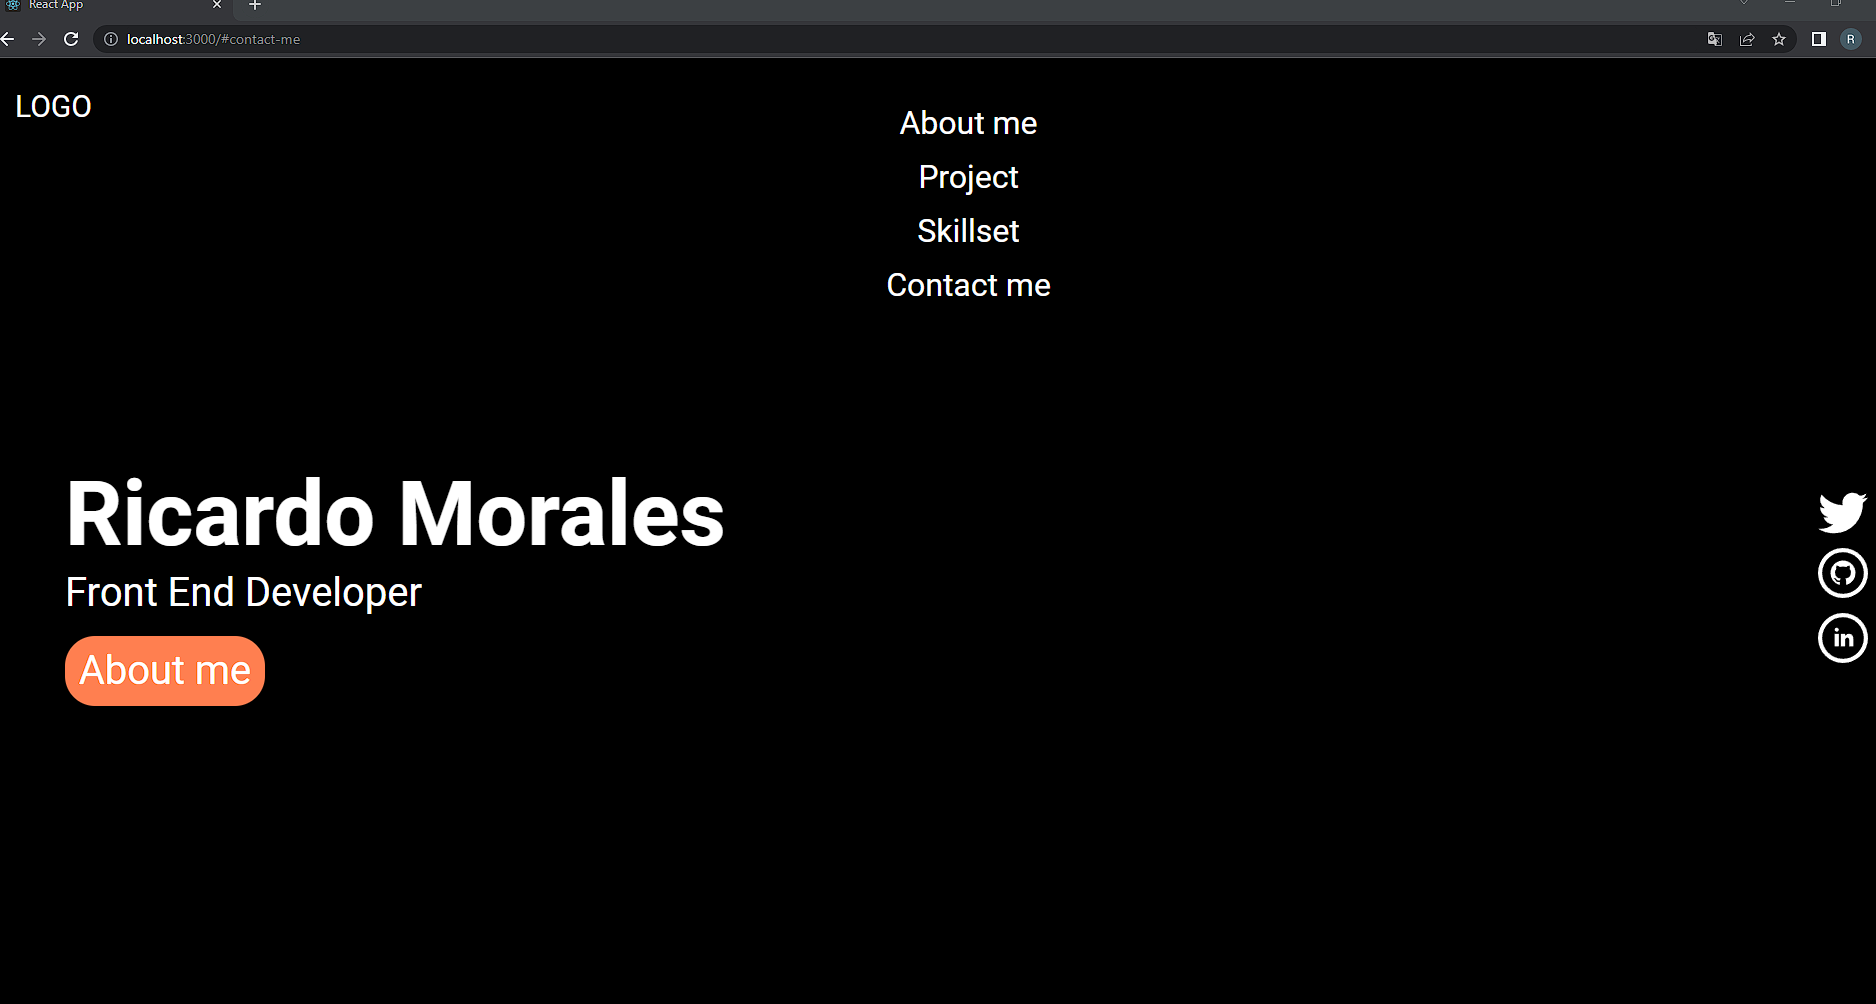 React App
localhost:3000/#contact-me
R
LOGO
About me
Project
Skillset
Contact me
Ricardo Morales
Front End Developer
in
About me